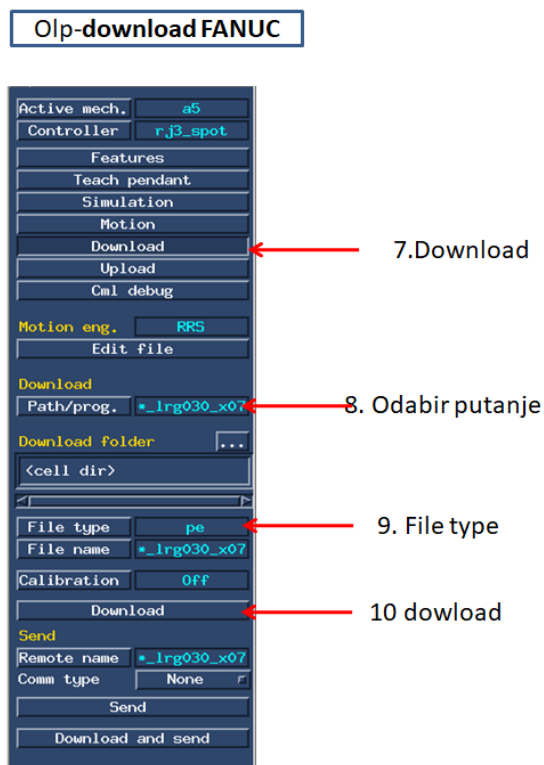 Olp-download FANUC
Active mech. a5
Controller rj3_spot
Features
Teach pendant
Simulation
Motion
Download
7.Download
Upload
Cml debug
Motion eng. RRS
Edit file
Download
Path/prog. *_lrg030_x07
8. Odabir putanje
Download folder ...
<cell dir>
File type pe
9. File type
File name *_lrg030_x07
Calibration Off
Download
10 dowload
Send
Remote name *_lrg030_x07
Comm type None
Send
Download and send